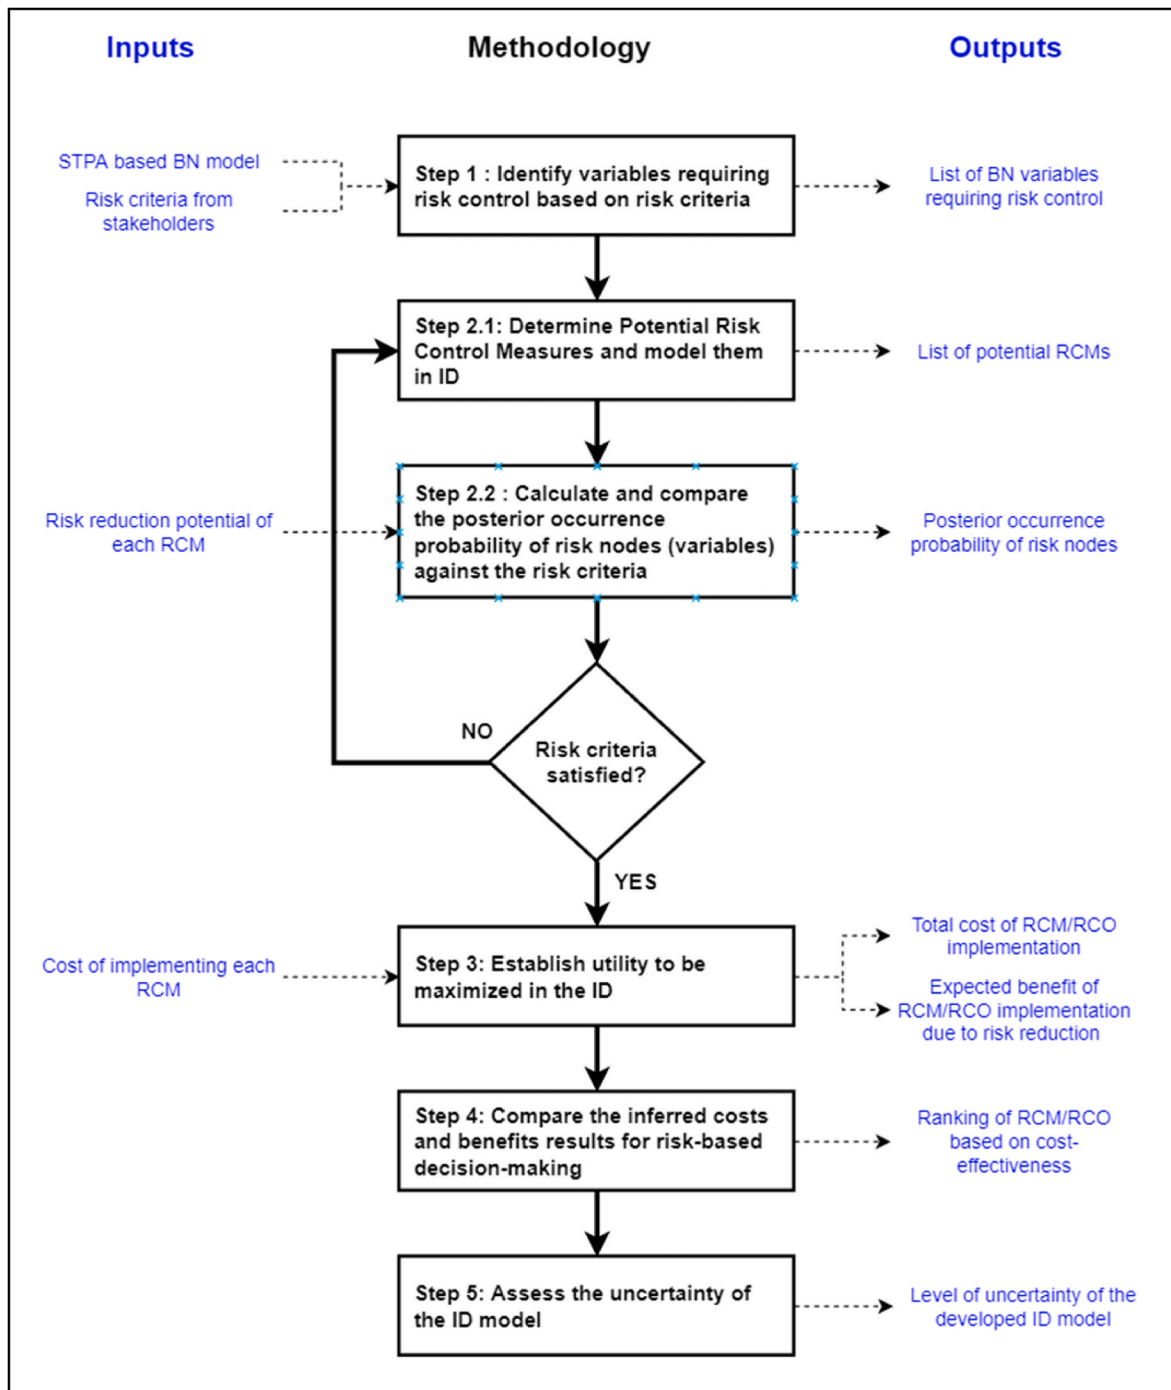 Inputs
Methodology
Outputs
STPA based BN model
Risk criteria from
stakeholders
Step 1 : Identify variables requiring
risk control based on risk criteria
List of BN variables
requiring risk control
Step 2.1: Determine Potential Risk
Control Measures and model them
in ID
List of potential RCMs
Risk reduction potential of
each RCM
Step 2.2 : Calculate and compare
the posterior occurrence
probability of risk nodes (variables)
against the risk criteria
Posterior occurrence
probability of risk nodes
NO
Risk criteria
satisfied?
YES
Cost of implementing each
RCM
Step 3: Establish utility to be
maximized in the ID
Total cost of RCM/RCO
implementation
Expected benefit of
RCM/RCO implementation
due to risk reduction
Step 4: Compare the inferred costs
and benefits results for risk-based
decision-making
Ranking of RCM/RCO
based on cost-
effectiveness
Step 5: Assess the uncertainty of
the ID model
Level of uncertainty of the
developed ID model